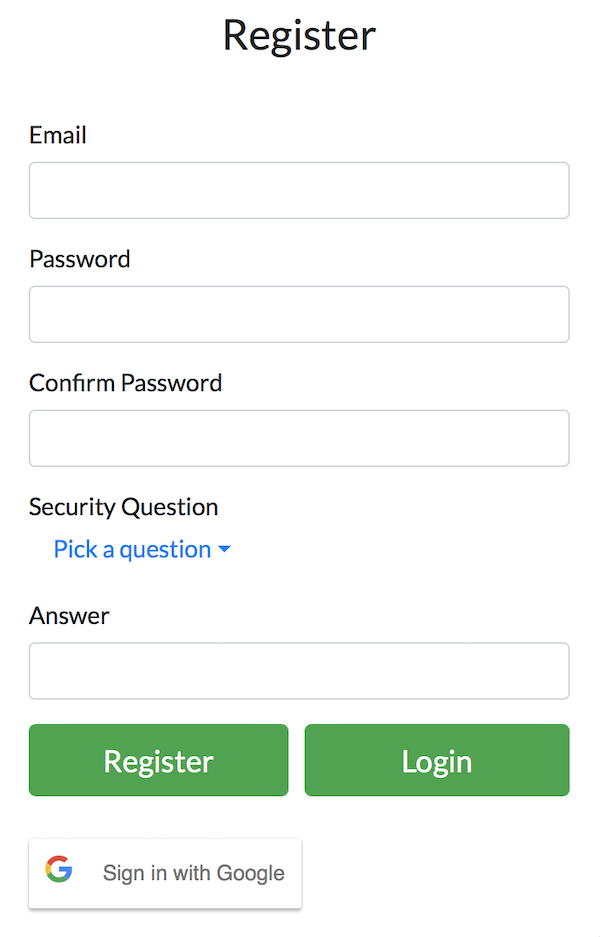 Register
Email
Password
Confirm Password
Security Question
Pick a question
Answer
Register Login
Sign in with Google